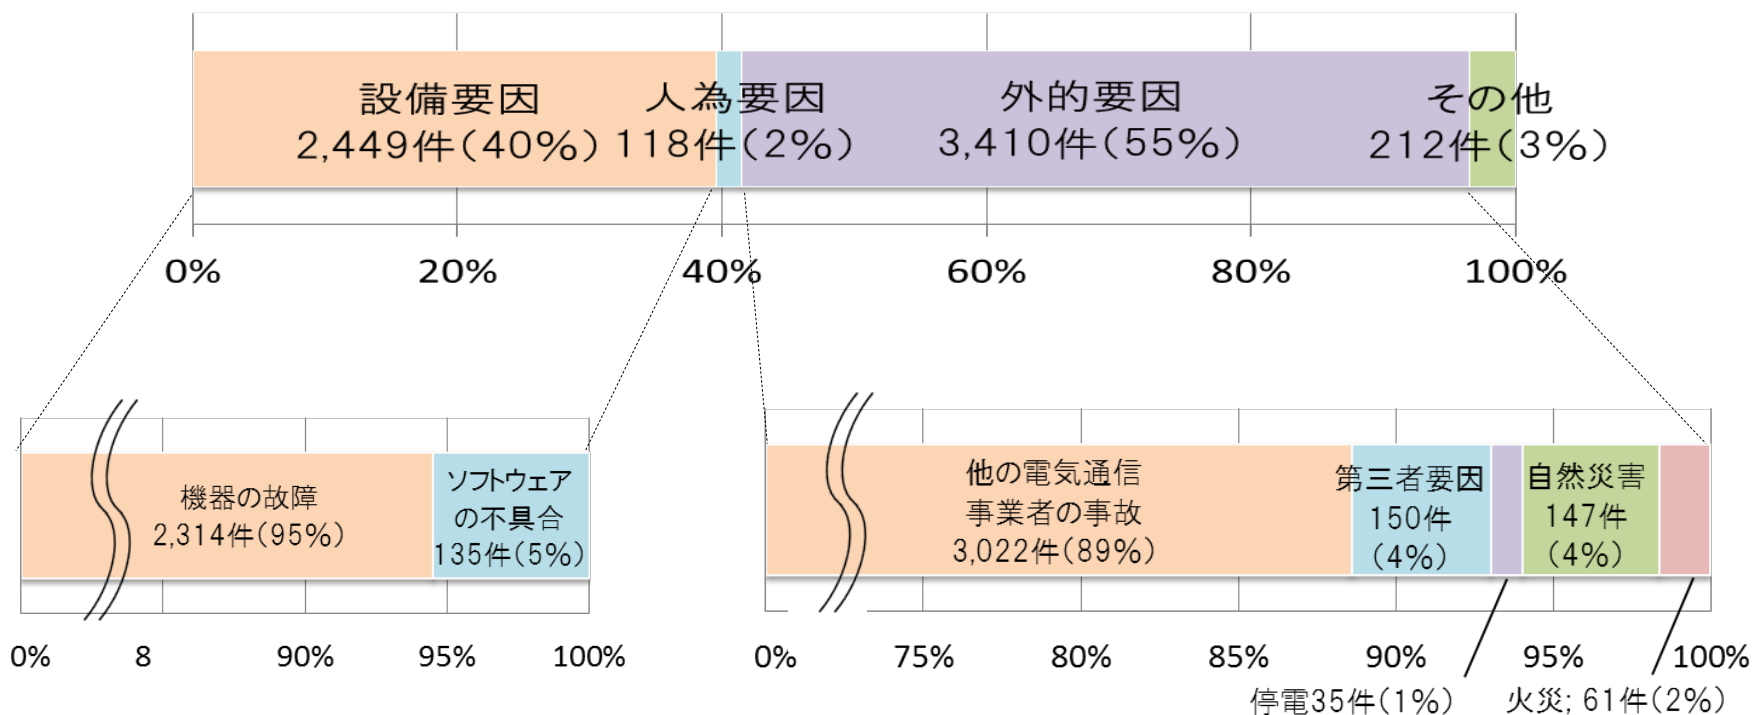 設備要因
2,449件(40%)
人為要因
118件(2%)
外的要因
3,410件(55%)
その他
212件(3%)
0%
20%
40%
60%
80%
100%
機器の故障
2,314件(95%)
ソフトウェア
の不具合
135件(5%)
0%
8
90%
95%
100%
他の電気通信
事業者の事故
3,022件(89%)
第三者要因
150件
(4%)
自然災害
147件
(4%)
0%
75%
80%
85%
90%
95%
100%
停電35件(1%)
火災; 61件(2%)